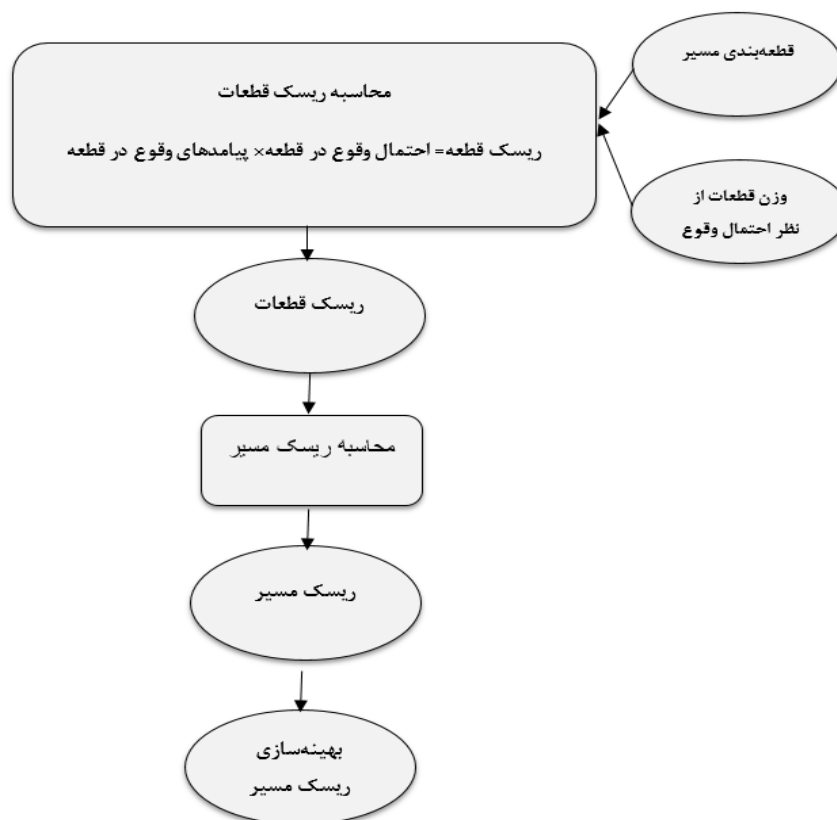 قطعه‌بندی مسیر
محاسبه ریسک قطعات
ریسک قطعه= احتمال وقوع در قطعه× پیامدهای وقوع در قطعه
وزن قطعات از
نظر احتمال وقوع
ریسک قطعات
محاسبه ریسک مسیر
ریسک مسیر
بهینه‌سازی
ریسک مسیر